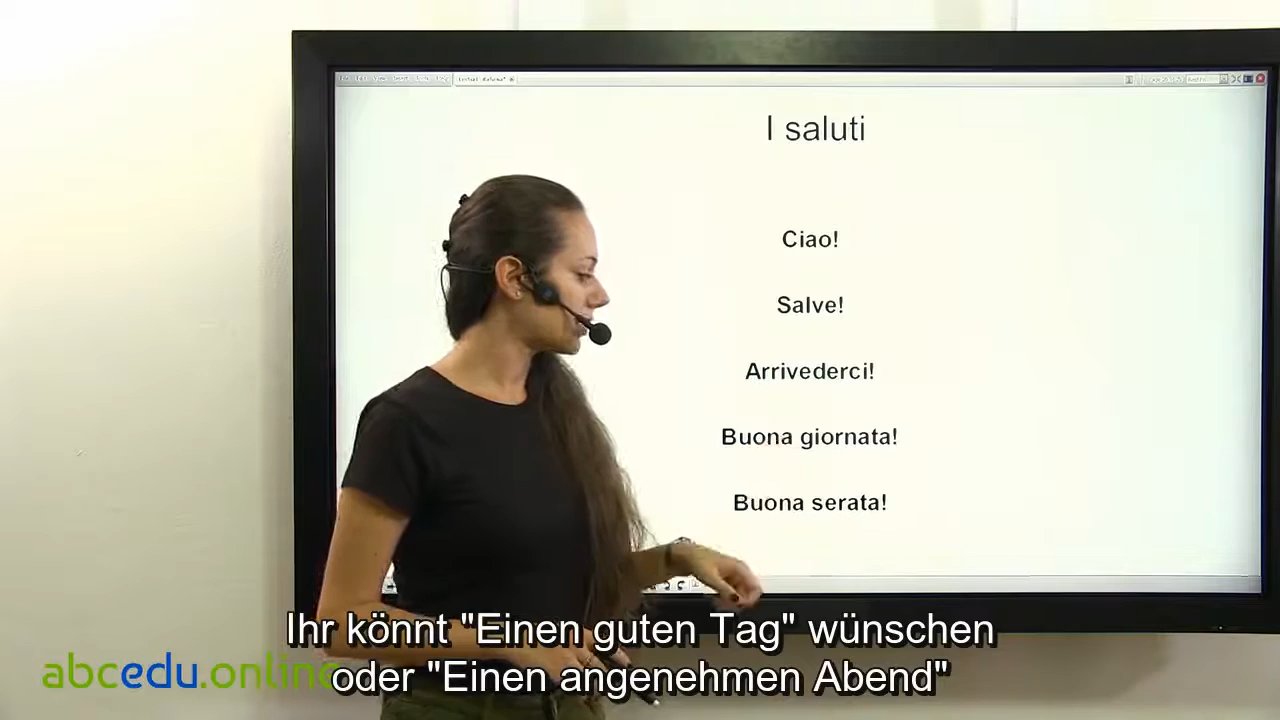 I saluti
Ciao!
Salve!
Arrivederci!
Buona giornata!
Buona serata!
Ihr könnt "Einen guten Tag" wünschen
oder "Einen angenehmen Abend"
abcedu.online